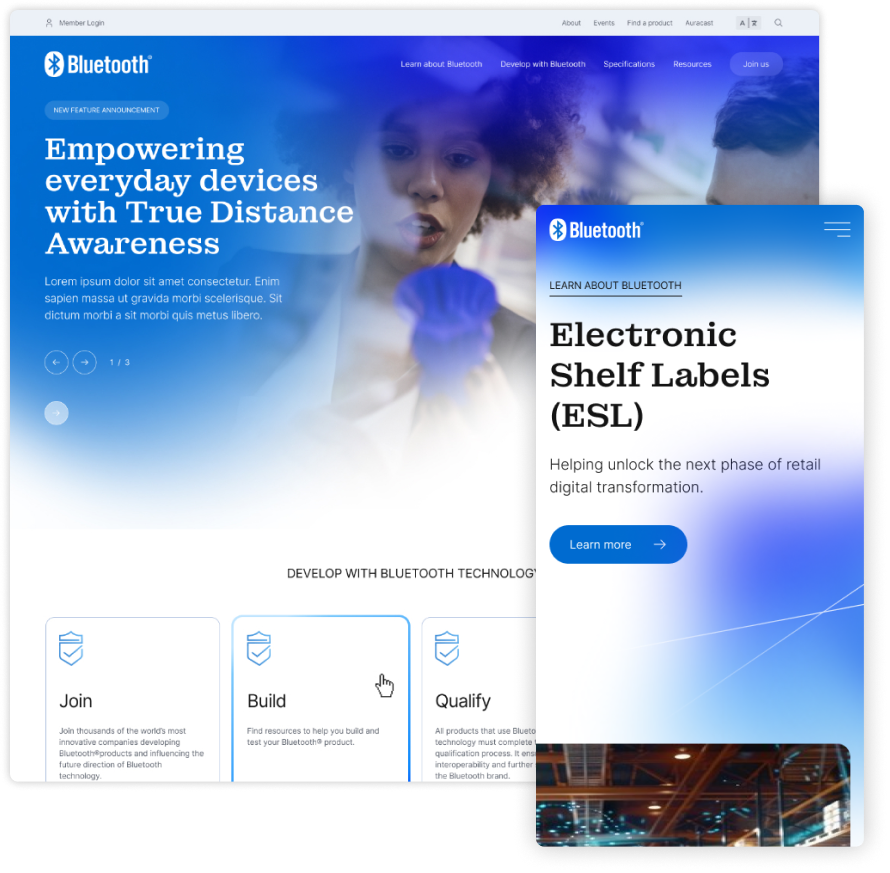 Member Login
About Events Find a product Auracast A
Bluetooth®
Learn about Bluetooth Develop with Bluetooth Specifications Resources Join us
NEW FEATURE ANNOUNCEMENT
Empowering
everyday devices
with True Distance
Awareness
Lorem ipsum dolor sit amet consectetur. Enim
sapien massa ut gravida morbi scelerisque. Sit
dictum morbi a sit morbi quis metus libero.
1 / 3
DEVELOP WITH BLUETOOTH TECHNOLOGY
Join
Join thousands of the world's most
innovative companies developing
Bluetooth®products and influencing the
future direction of Bluetooth
technology.
Build
Find resources to help you build and
test your Bluetooth® product.
Qualify
All products that use Bluetoo
technology must complete
qualification process. It ens
interoperability and further
the Bluetooth brand.
Bluetooth®
LEARN ABOUT BLUETOOTH
Electronic
Shelf Labels
(ESL)
Helping unlock the next phase of retail
digital transformation.
Learn more